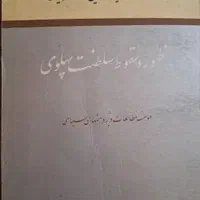 ظهور و سقوط سلطنت پهلوی
موسسه مطالعات و پژوهشهای سیاسی